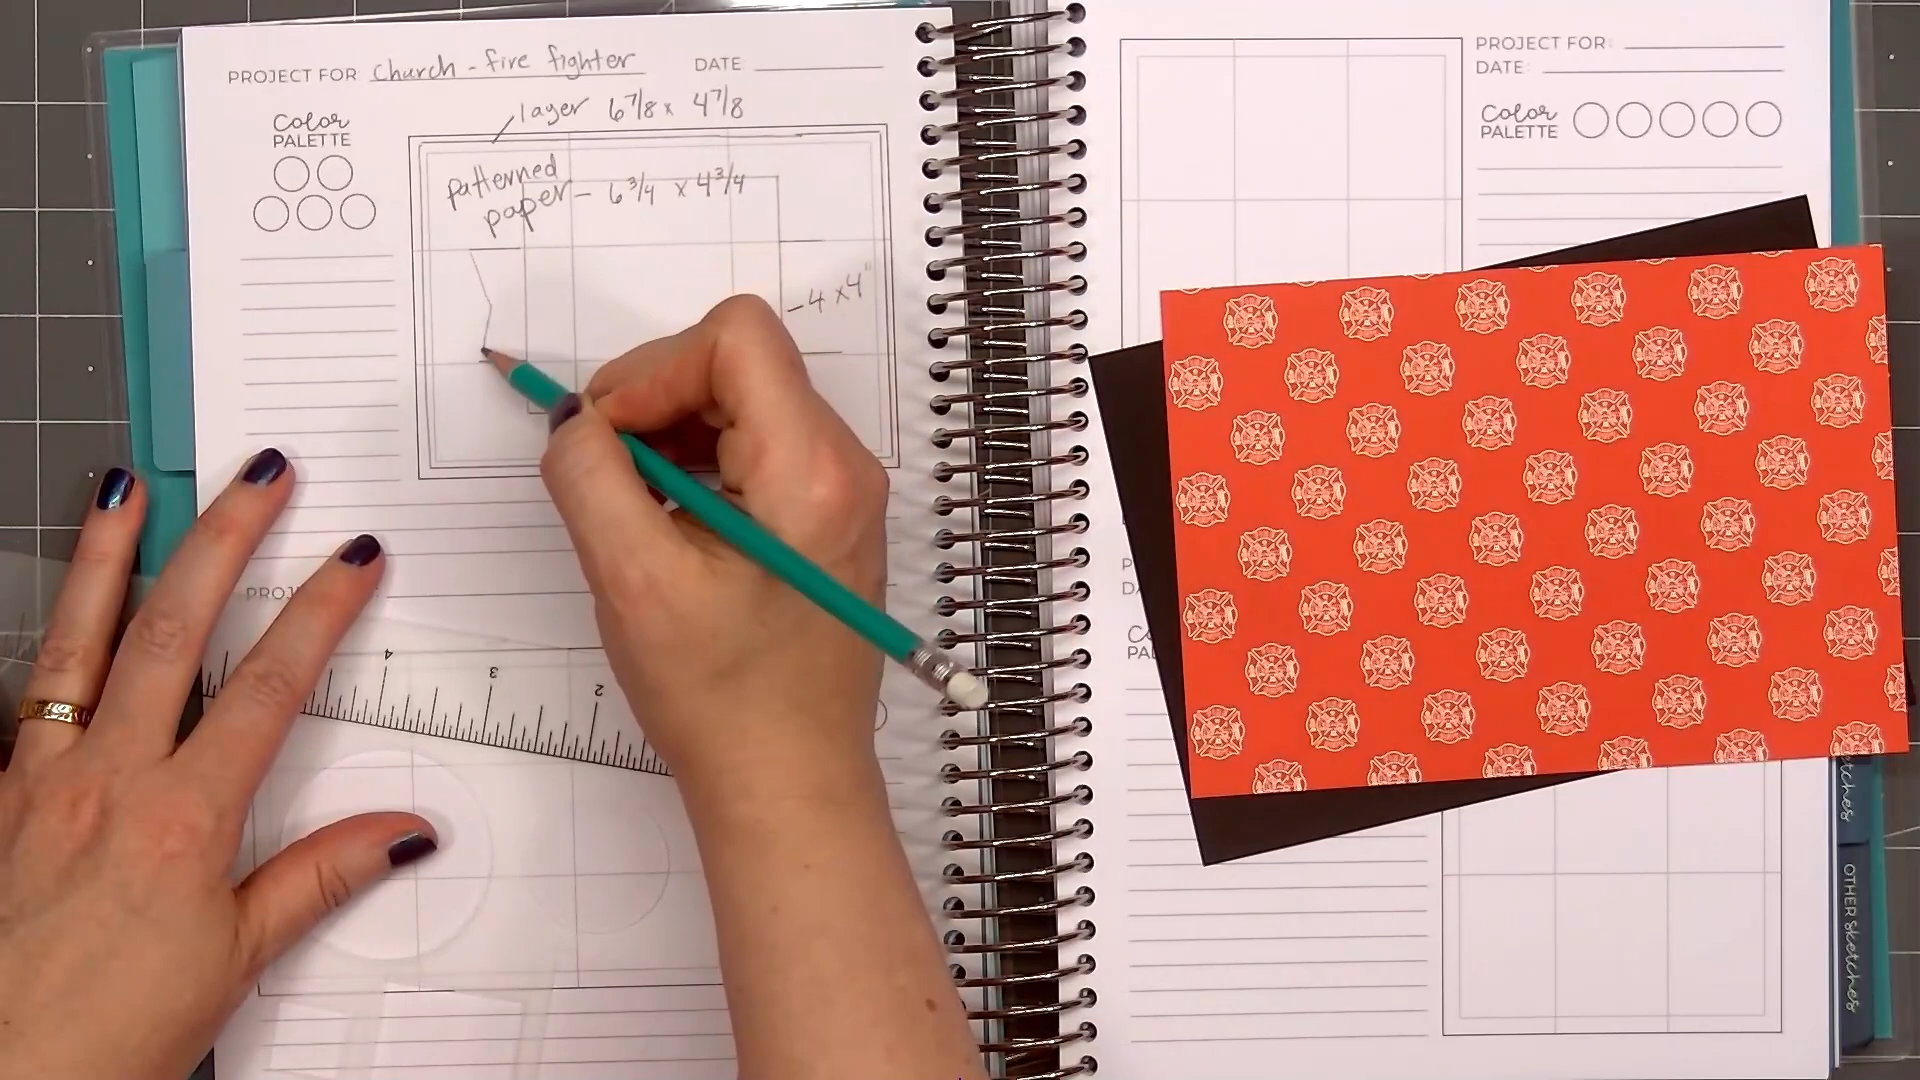 PROJECT FOR church - fire fighter DATE
layer 6 7/8 x 4 7/8
Color
PALETTE
patterned
paper - 6 3/4 x 4 3/4
- 4 x 4"
4 3 2
PROJECT FOR:
DATE:
Color
PALETTE
OTHER sketches